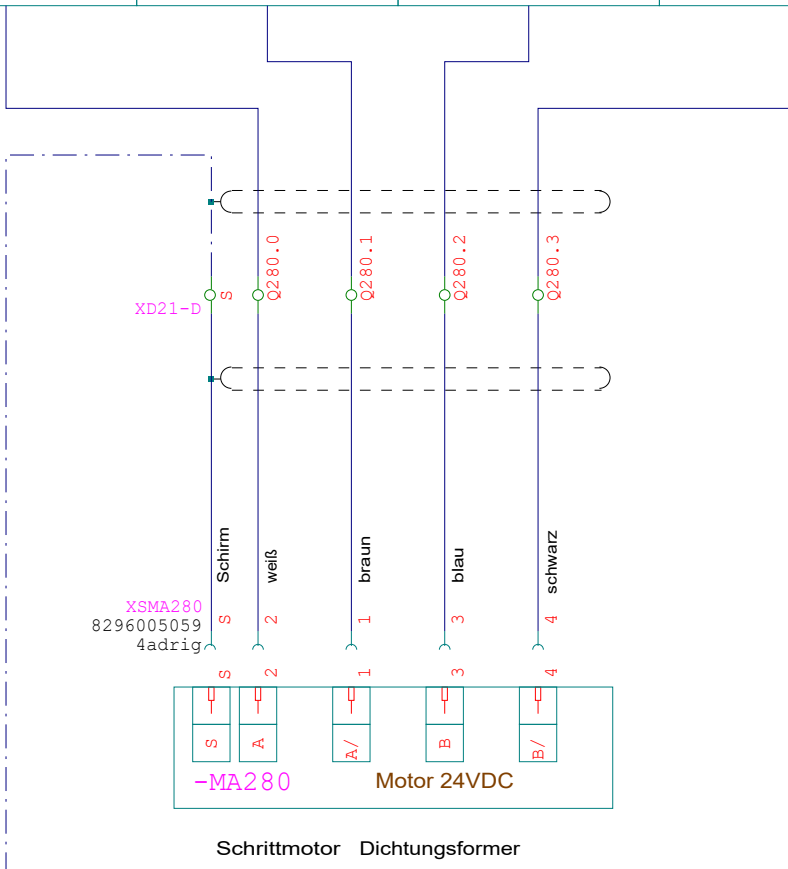 Q280.0
Q280.1
Q280.2
Q280.3
S
XD21-D
Schirm
weiß
braun
blau
schwarz
XSMA280
8296005059
4adrig
S
2
1
3
4
S
2
1
3
4
S
A
A/
B
B/
-MA280
Motor 24VDC
Schrittmotor Dichtungsformer